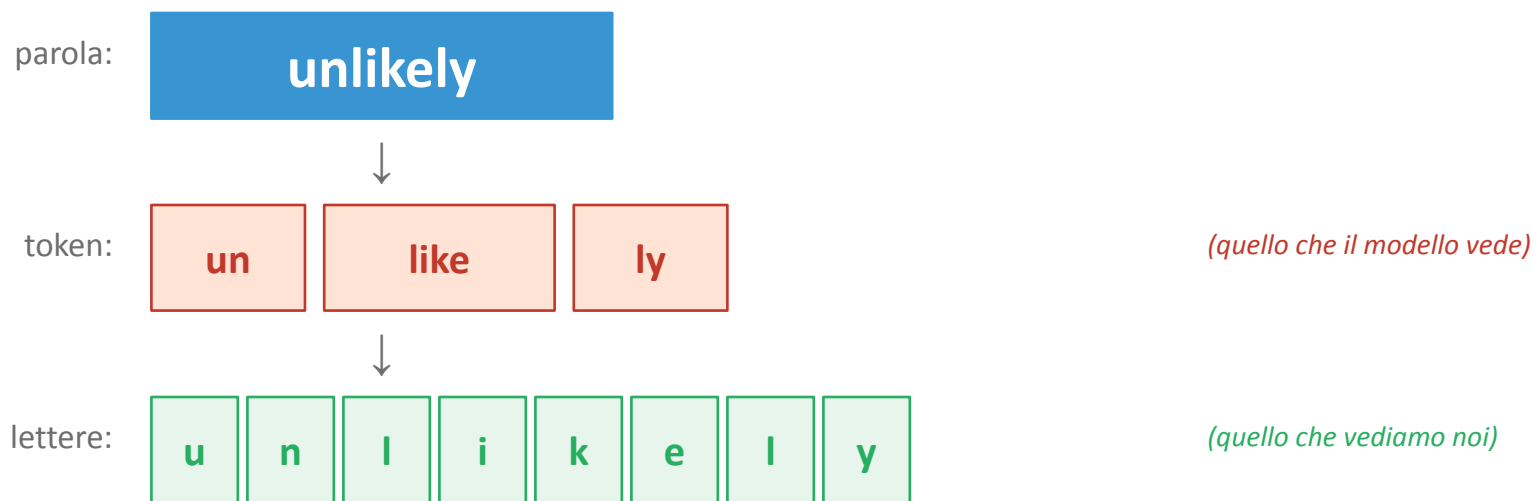 parola: unlikely
↓
token: un like ly (quello che il modello vede)
↓
lettere: u n l i k e l y (quello che vediamo noi)